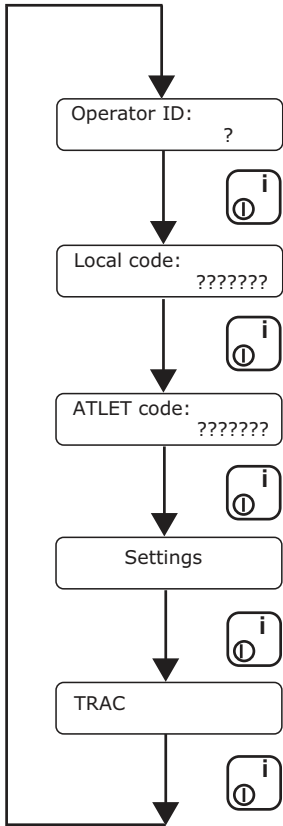 Operator ID:
?
i
Local code:
???????
i
ATLET code:
???????
i
Settings
i
TRAC
i